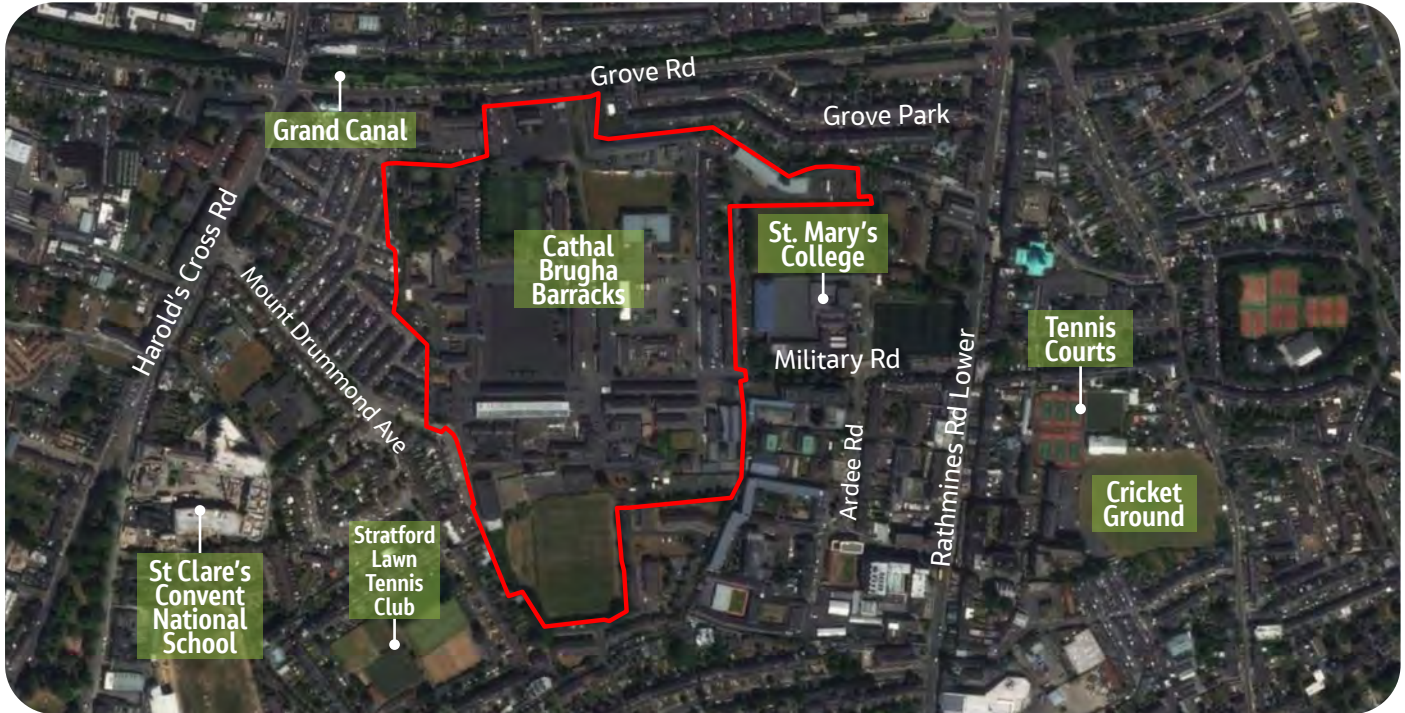 Grove Rd
Grand Canal
Grove Park
Harold's Cross Rd
Cathal
Brugha
Barracks
St. Mary's
College
Mount Drummond Ave
Tennis
Courts
Military Rd
Rathmines Rd Lower
Ardee Rd
Cricket
Ground
Stratford
Lawn
Tennis
Club
St Clare's
Convent
National
School